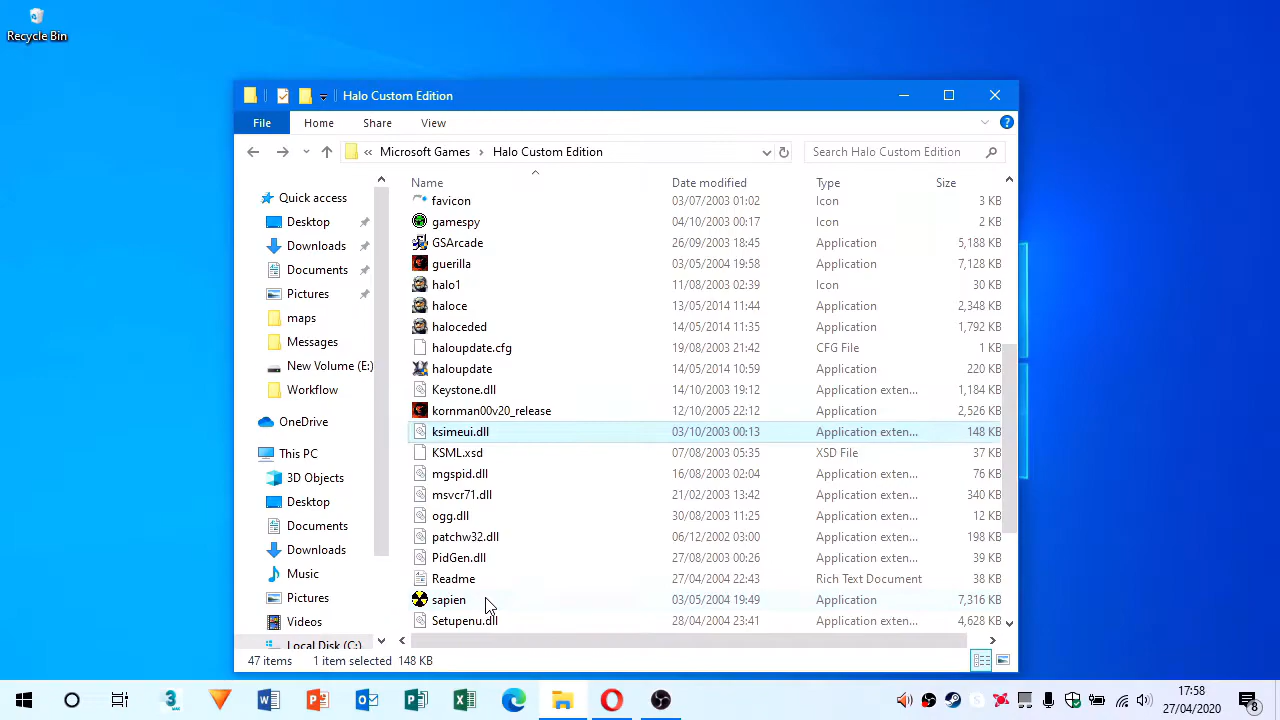 Recycle Bin
Halo Custom Edition
File Home Share View
« Microsoft Games > Halo Custom Edition
Search Halo Custom Edition
Name Date modified Type Size
Quick access
Desktop
Downloads
Documents
Pictures
maps
Messages
New Volume (E:)
Workflow
OneDrive
This PC
3D Objects
Desktop
Documents
Downloads
Music
Pictures
Videos
Local Disk (C:)
favicon 03/07/2003 01:02 Icon 3 KB
gamespy 04/10/2003 00:17 Icon 2 KB
GSArcade 26/09/2003 18:45 Application 5,188 KB
guerilla 03/05/2004 19:58 Application 7,128 KB
halo1 11/08/2003 02:39 Icon 30 KB
haloce 13/05/2014 11:44 Application 2,348 KB
haloceded 14/05/2014 11:35 Application 1,792 KB
haloupdate.cfg 19/08/2003 21:42 CFG File 1 KB
haloupdate 14/05/2014 10:59 Application 220 KB
Keystone.dll 14/10/2003 19:12 Application exten... 1,184 KB
kornman00v20_release 12/10/2005 22:12 Application 2,526 KB
ksimeui.dll 03/10/2003 00:13 Application exten... 148 KB
KSML.xsd 07/08/2003 05:35 XSD File 37 KB
mgspid.dll 16/08/2003 02:04 Application exten... 76 KB
msvcr71.dll 21/02/2003 13:42 Application exten... 340 KB
ogg.dll 30/08/2003 11:25 Application exten... 12 KB
patchw32.dll 06/12/2002 03:00 Application exten... 198 KB
PidGen.dll 27/08/2003 00:26 Application exten... 39 KB
Readme 27/04/2004 22:43 Rich Text Document 38 KB
sapien 03/05/2004 19:49 Application 7,316 KB
Setupenu.dll 28/04/2004 23:41 Application exten... 4,628 KB
47 items 1 item selected 148 KB
17:58
27/04/2020
8